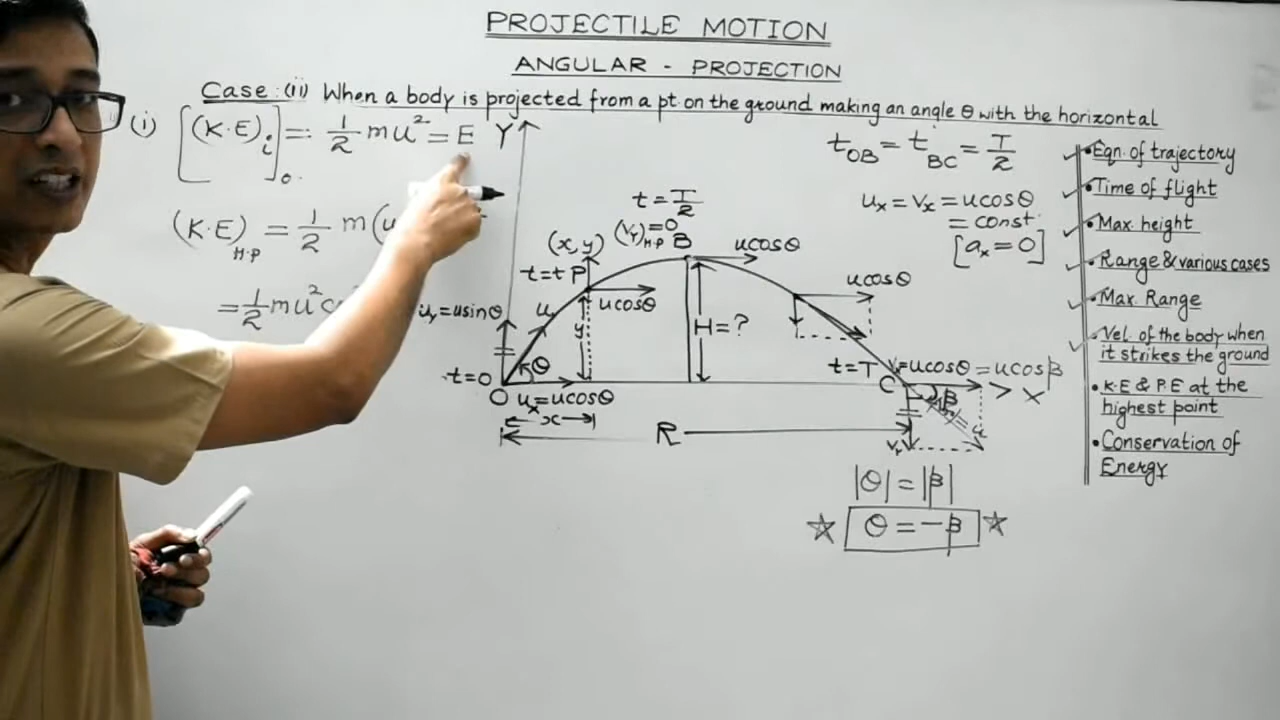 PROJECTILE MOTION
ANGULAR - PROJECTION
Case:(ii) When a body is projected from a pt. on the ground making an angle θ with the horizontal
(i) [(K.E)i]o = 1/2 mu² = E
(K.E)H.P = 1/2 m(u
= 1/2 mu²c
Y
t = T/2
(x, y) (vY)H.P = 0 B ucosθ
t=t P ucosθ
ucosθ
uY = usinθ u y H = ?
t=0 θ
O ux = ucosθ
x
R
t=T C vx = ucosθ = ucosβ
X
β
vY u
|θ| = |β|
☆ θ = -β ☆
tOB = tBC = T/2
ux = vx = ucosθ
= const.
[ax = 0]
✓•Eqn. of trajectory
✓•Time of flight
✓•Max. height
✓•Range & various cases
✓•Max. Range
✓•Vel. of the body when
it strikes the ground
•K.E & P.E at the
highest point
•Conservation of
Energy